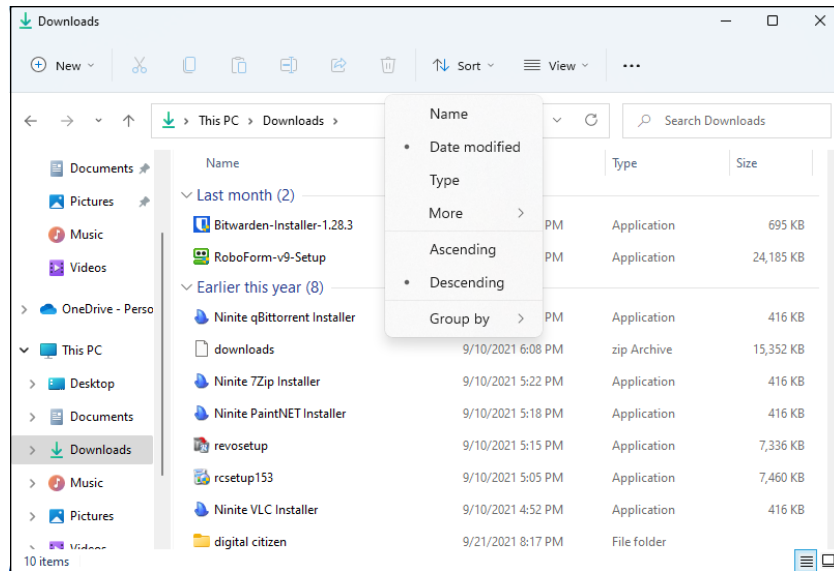 Downloads
New
Sort
View
This PC > Downloads >
Search Downloads
Name
Date modified
Type
More
Ascending
Descending
Group by
Documents
Pictures
Music
Videos
OneDrive - Perso
This PC
Desktop
Documents
Downloads
Music
Pictures
Videos
Name Type Size
Last month (2)
Bitwarden-Installer-1.28.3 PM Application 695 KB
RoboForm-v9-Setup PM Application 24,185 KB
Earlier this year (8)
Ninite qBittorrent Installer PM Application 416 KB
downloads 9/10/2021 6:08 PM zip Archive 15,352 KB
Ninite 7Zip Installer 9/10/2021 5:22 PM Application 416 KB
Ninite PaintNET Installer 9/10/2021 5:18 PM Application 416 KB
revosetup 9/10/2021 5:15 PM Application 7,336 KB
rcsetup153 9/10/2021 5:05 PM Application 7,460 KB
Ninite VLC Installer 9/10/2021 4:52 PM Application 416 KB
digital citizen 9/21/2021 8:17 PM File folder
10 items